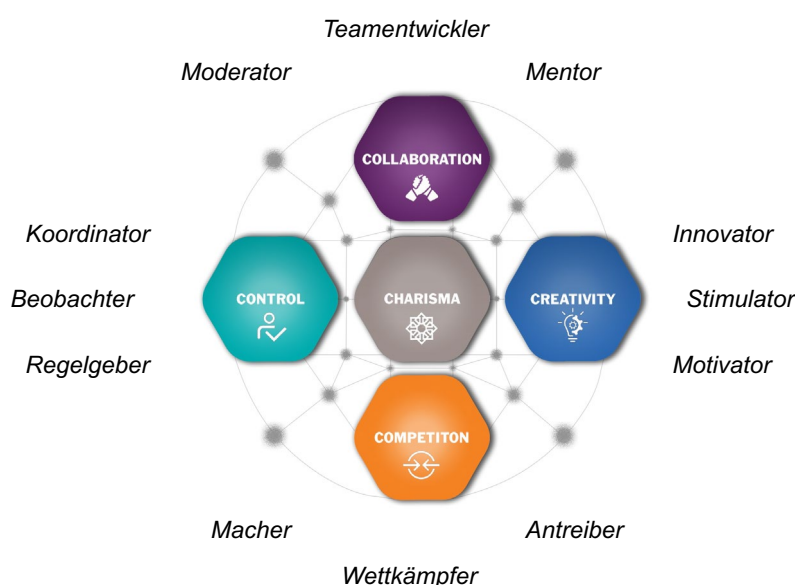 Teamentwickler
Moderator
Mentor
COLLABORATION
Koordinator
Innovator
Beobachter
CONTROL
CHARISMA
CREATIVITY
Stimulator
Regelgeber
Motivator
COMPETITON
Macher
Antreiber
Wettkämpfer